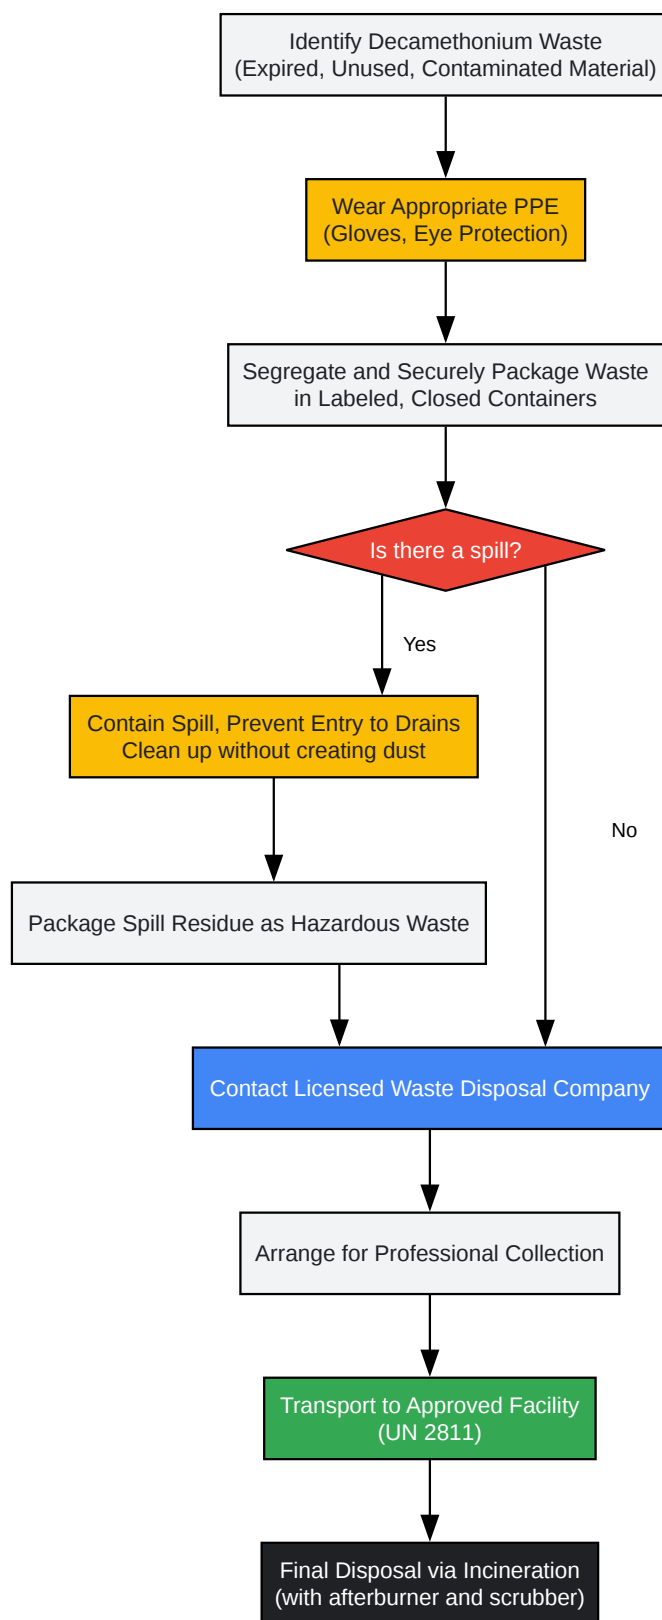 Identify Decamethonium Waste
(Expired, Unused, Contaminated Material)
Wear Appropriate PPE
(Gloves, Eye Protection)
Segregate and Securely Package Waste
in Labeled, Closed Containers
Is there a spill?
Yes
Contain Spill, Prevent Entry to Drains
Clean up without creating dust
No
Package Spill Residue as Hazardous Waste
Contact Licensed Waste Disposal Company
Arrange for Professional Collection
Transport to Approved Facility
(UN 2811)
Final Disposal via Incineration
(with afterburner and scrubber)